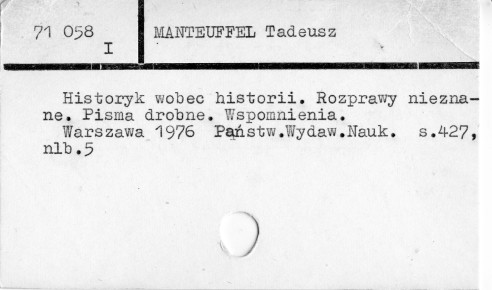 71 058
I
MANTEUFFEL Tadeusz
Historyk wobec historii. Rozprawy niezna-
ne. Pisma drobne. Wspomnienia.
Warszawa 1976 Państw.Wydaw.Nauk. s.427,
nlb.5